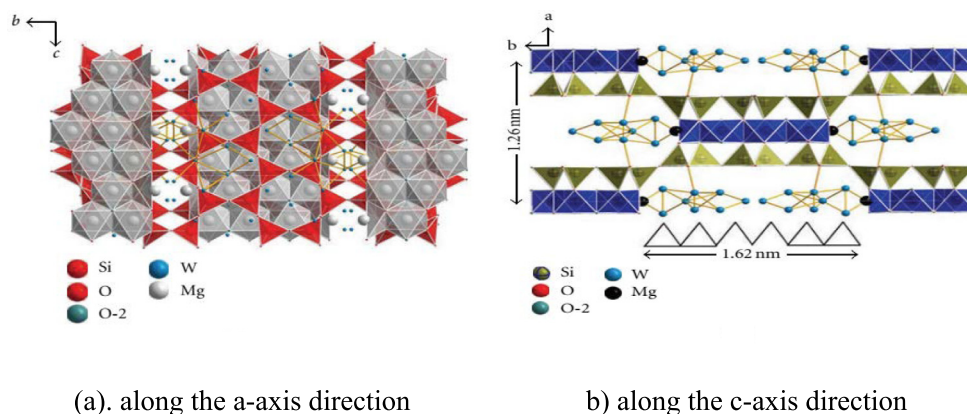 b
c
Si
W
O
Mg
O-2
a
b
1.26 nm
1.62 nm
Si
W
O
Mg
O-2
(a). along the a-axis direction
b) along the c-axis direction